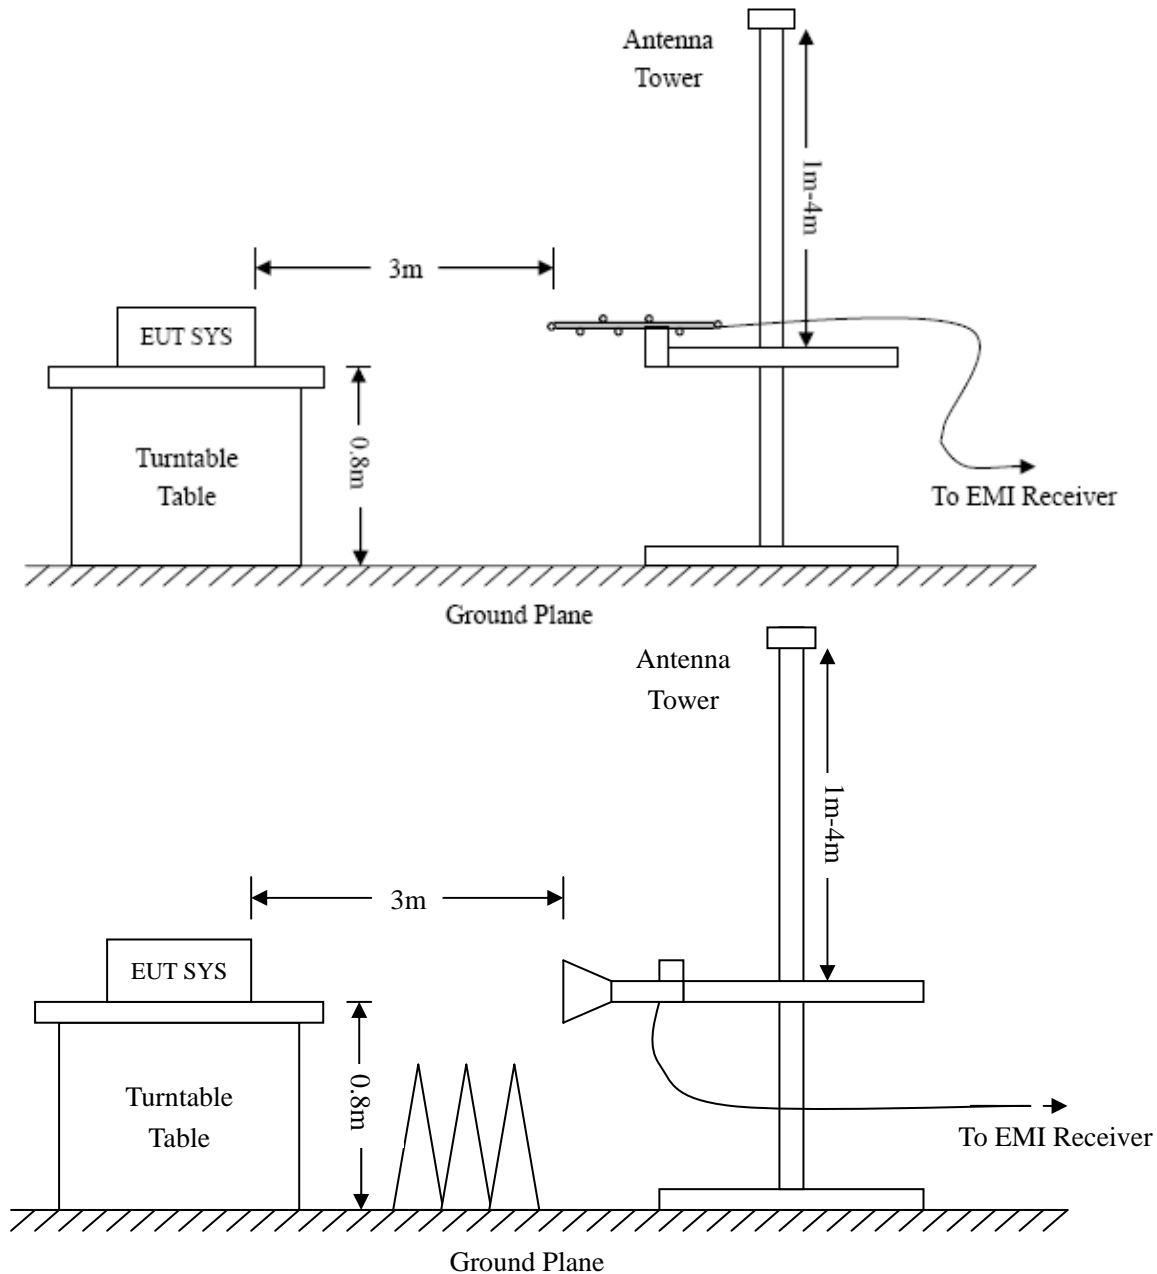 Antenna
Tower
1m-4m
3m
EUT SYS
Turntable
Table
0.8m
To EMI Receiver
Ground Plane
Antenna
Tower
1m-4m
3m
EUT SYS
Turntable
Table
0.8m
To EMI Receiver
Ground Plane